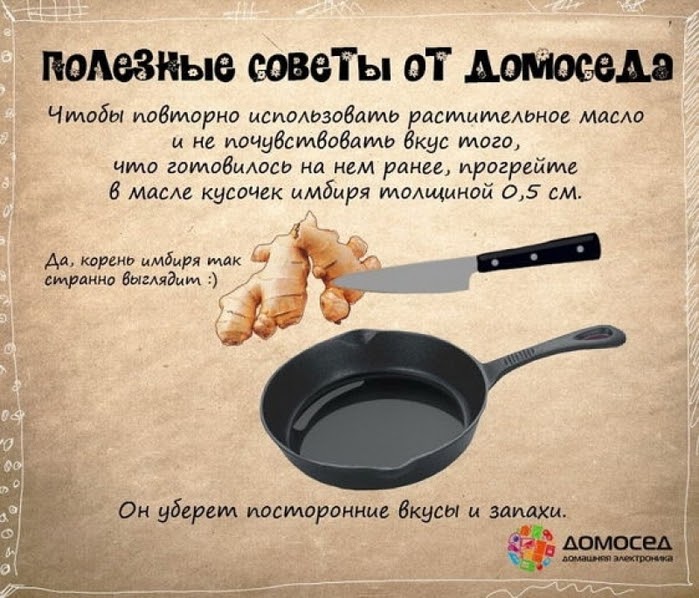 Полезные советы от Домоседа
Чтобы повторно использовать растительное масло
и не почувствовать вкус того,
что готовилось на нем ранее, прогрейте
в масле кусочек имбиря толщиной 0,5 см.
Да, корень имбиря так
странно выглядит :)
Он уберет посторонние вкусы и запахи.
ДОМОСЕД
домашняя электроника